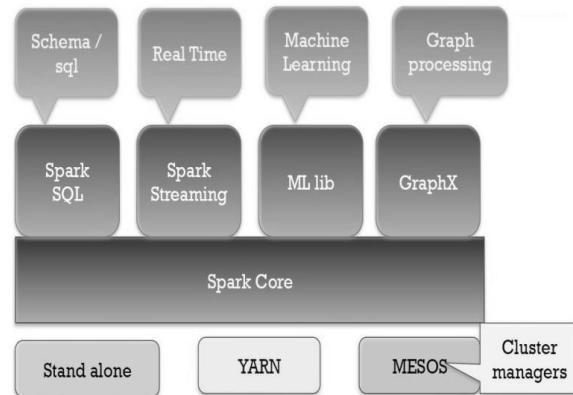 Schema /
sql
Real Time
Machine
Learning
Graph
processing
Spark
SQL
Spark
Streaming
ML lib
GraphX
Spark Core
Stand alone
YARN
MESOS
Cluster
managers